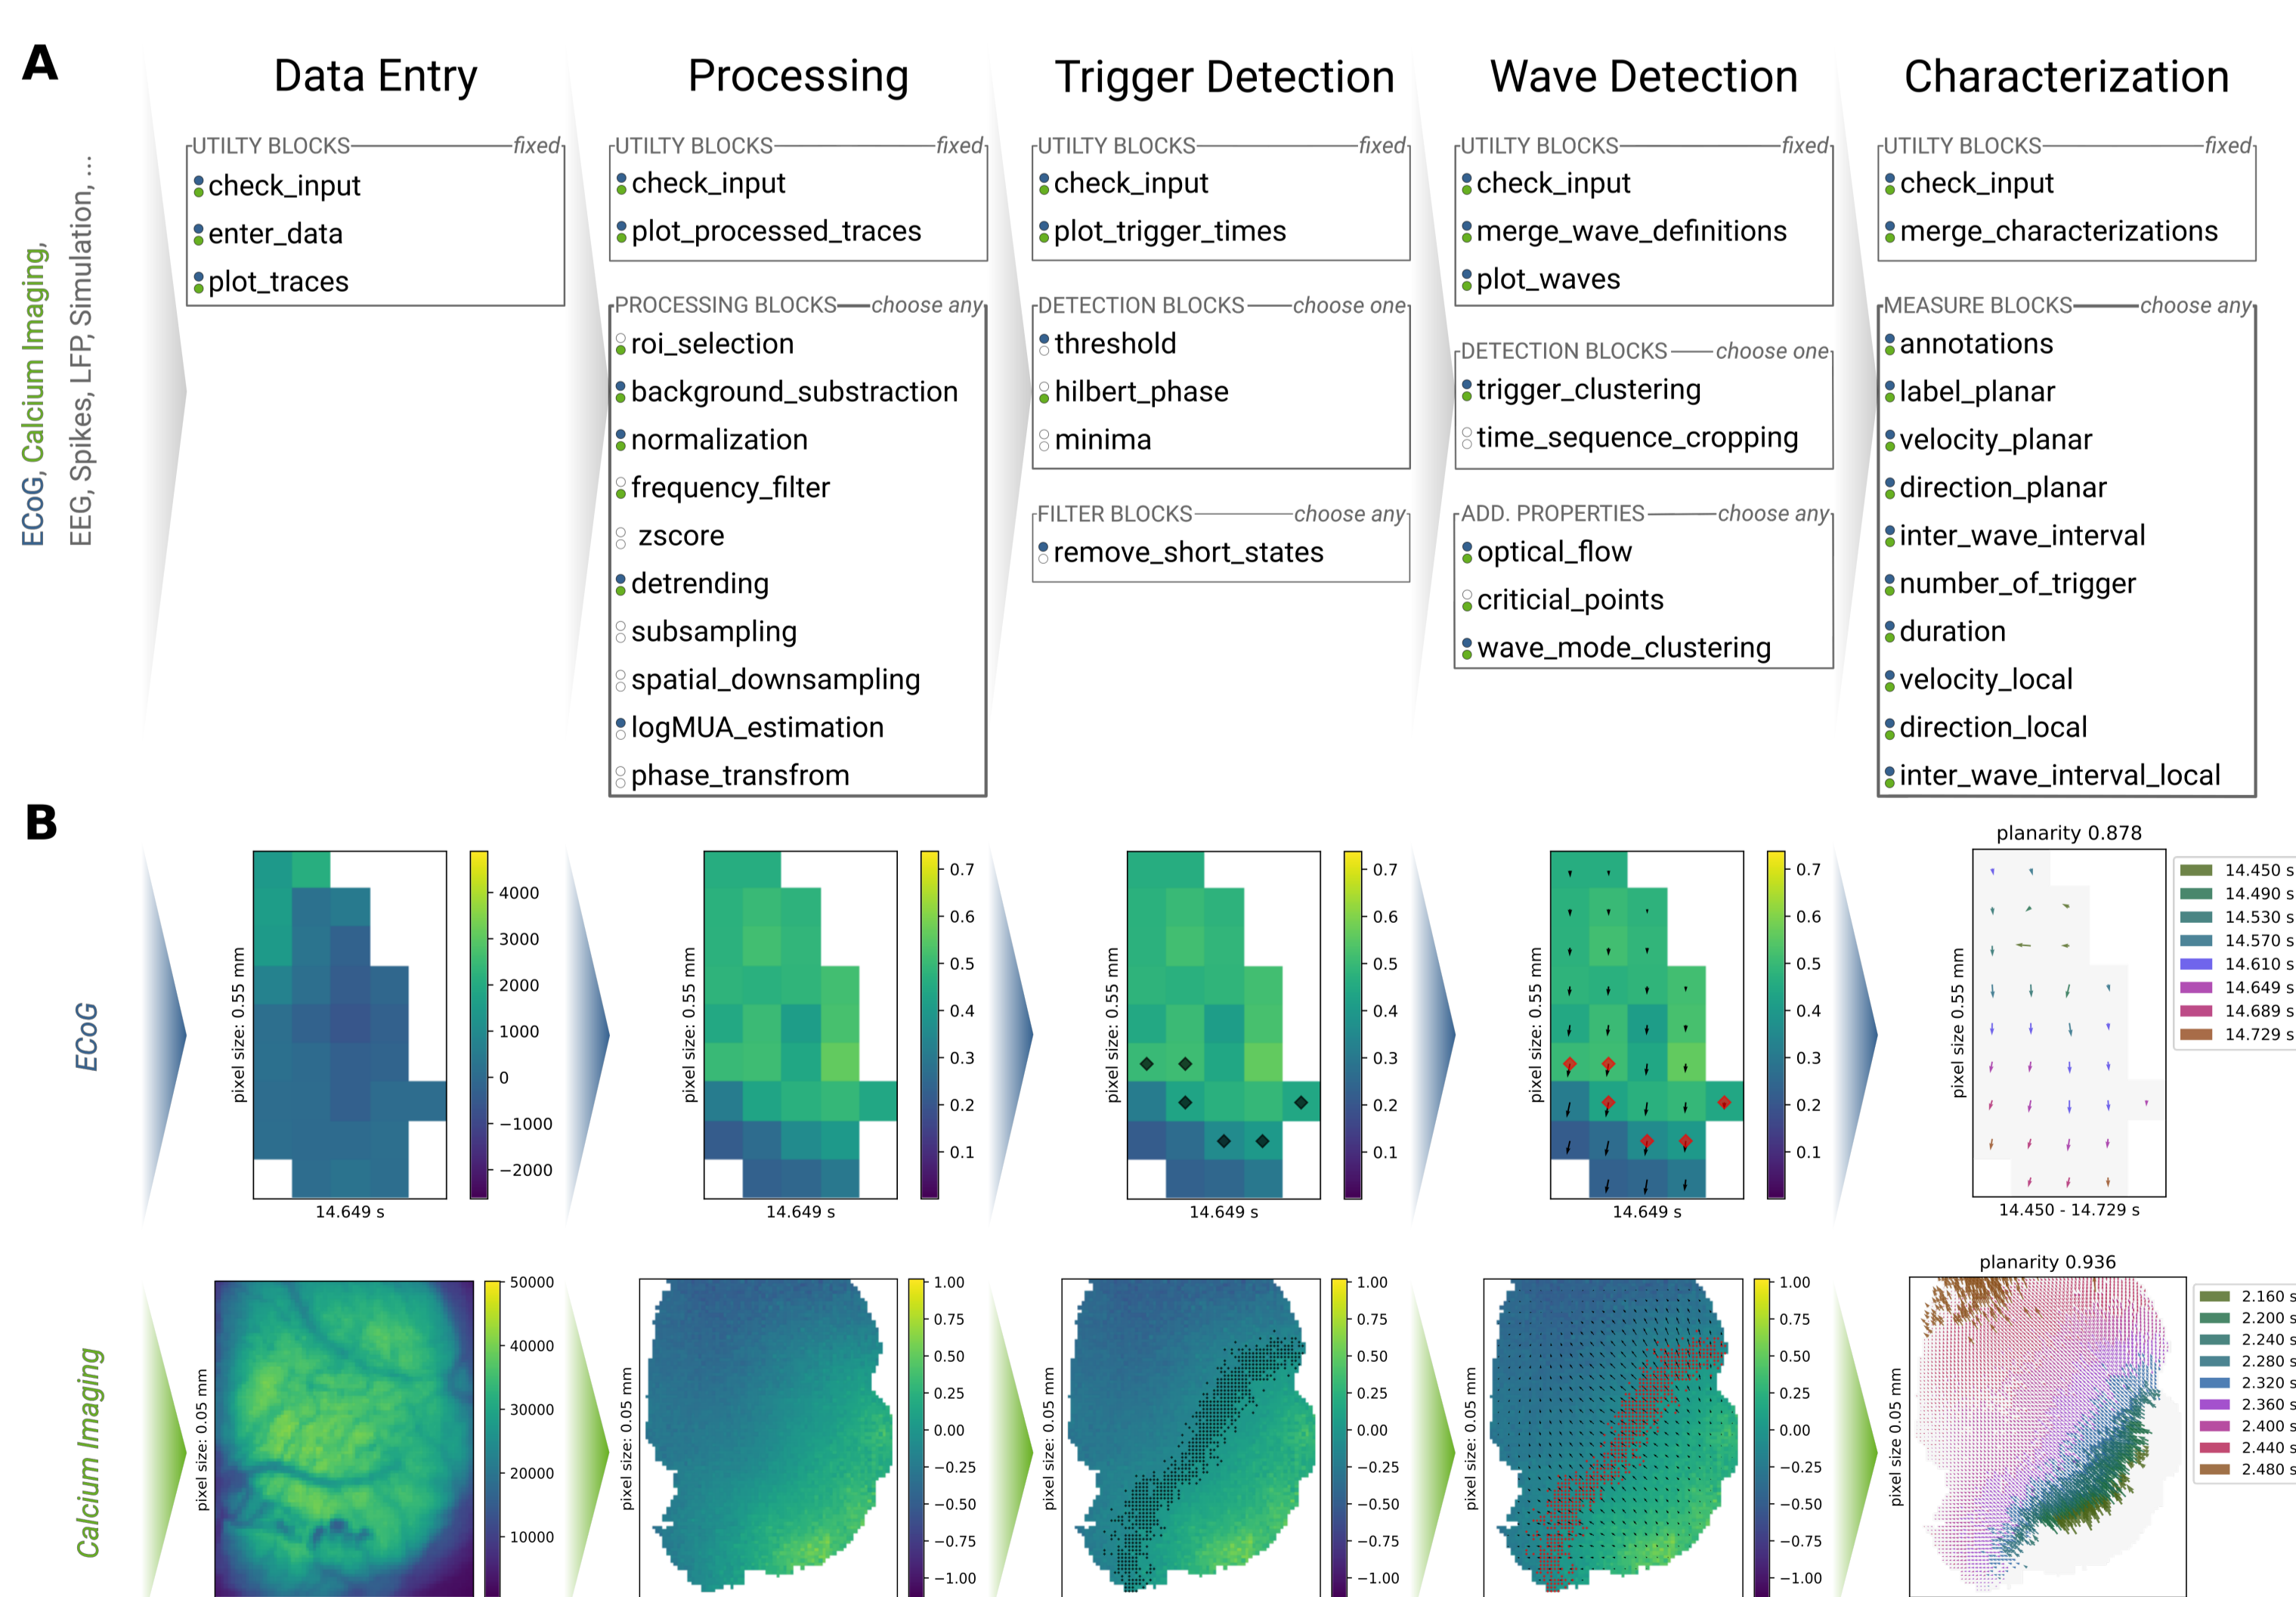 A
Data Entry
Processing
Trigger Detection
Wave Detection
Characterization
ECoG, Calcium Imaging,
EEG, Spikes, LFP, Simulation, ...
UTILTY BLOCKS fixed
check_input
enter_data
plot_traces
UTILTY BLOCKS fixed
check_input
plot_processed_traces
PROCESSING BLOCKS choose any
roi_selection
background_substraction
normalization
frequency_filter
zscore
detrending
subsampling
spatial_downsampling
logMUA_estimation
phase_transfrom
UTILTY BLOCKS fixed
check_input
plot_trigger_times
DETECTION BLOCKS choose one
threshold
hilbert_phase
minima
FILTER BLOCKS choose any
remove_short_states
UTILTY BLOCKS fixed
check_input
merge_wave_definitions
plot_waves
DETECTION BLOCKS choose one
trigger_clustering
time_sequence_cropping
ADD. PROPERTIES choose any
optical_flow
criticial_points
wave_mode_clustering
UTILTY BLOCKS fixed
check_input
merge_characterizations
MEASURE BLOCKS choose any
annotations
label_planar
velocity_planar
direction_planar
inter_wave_interval
number_of_trigger
duration
velocity_local
direction_local
inter_wave_interval_local
B
ECoG
pixel size: 0.55 mm
14.649 s
4000
3000
2000
1000
0
−1000
−2000
pixel size: 0.55 mm
14.649 s
0.7
0.6
0.5
0.4
0.3
0.2
0.1
pixel size: 0.55 mm
14.649 s
0.7
0.6
0.5
0.4
0.3
0.2
0.1
pixel size: 0.55 mm
14.649 s
0.7
0.6
0.5
0.4
0.3
0.2
0.1
planarity 0.878
pixel size 0.55 mm
14.450 - 14.729 s
14.450 s
14.490 s
14.530 s
14.570 s
14.610 s
14.649 s
14.689 s
14.729 s
Calcium Imaging
pixel size: 0.05 mm
50000
40000
30000
20000
10000
pixel size: 0.05 mm
1.00
0.75
0.50
0.25
0.00
−0.25
−0.50
−0.75
−1.00
pixel size: 0.05 mm
1.00
0.75
0.50
0.25
0.00
−0.25
−0.50
−0.75
−1.00
pixel size: 0.05 mm
1.00
0.75
0.50
0.25
0.00
−0.25
−0.50
−0.75
−1.00
planarity 0.936
pixel size 0.05 mm
2.160 s
2.200 s
2.240 s
2.280 s
2.320 s
2.360 s
2.400 s
2.440 s
2.480 s